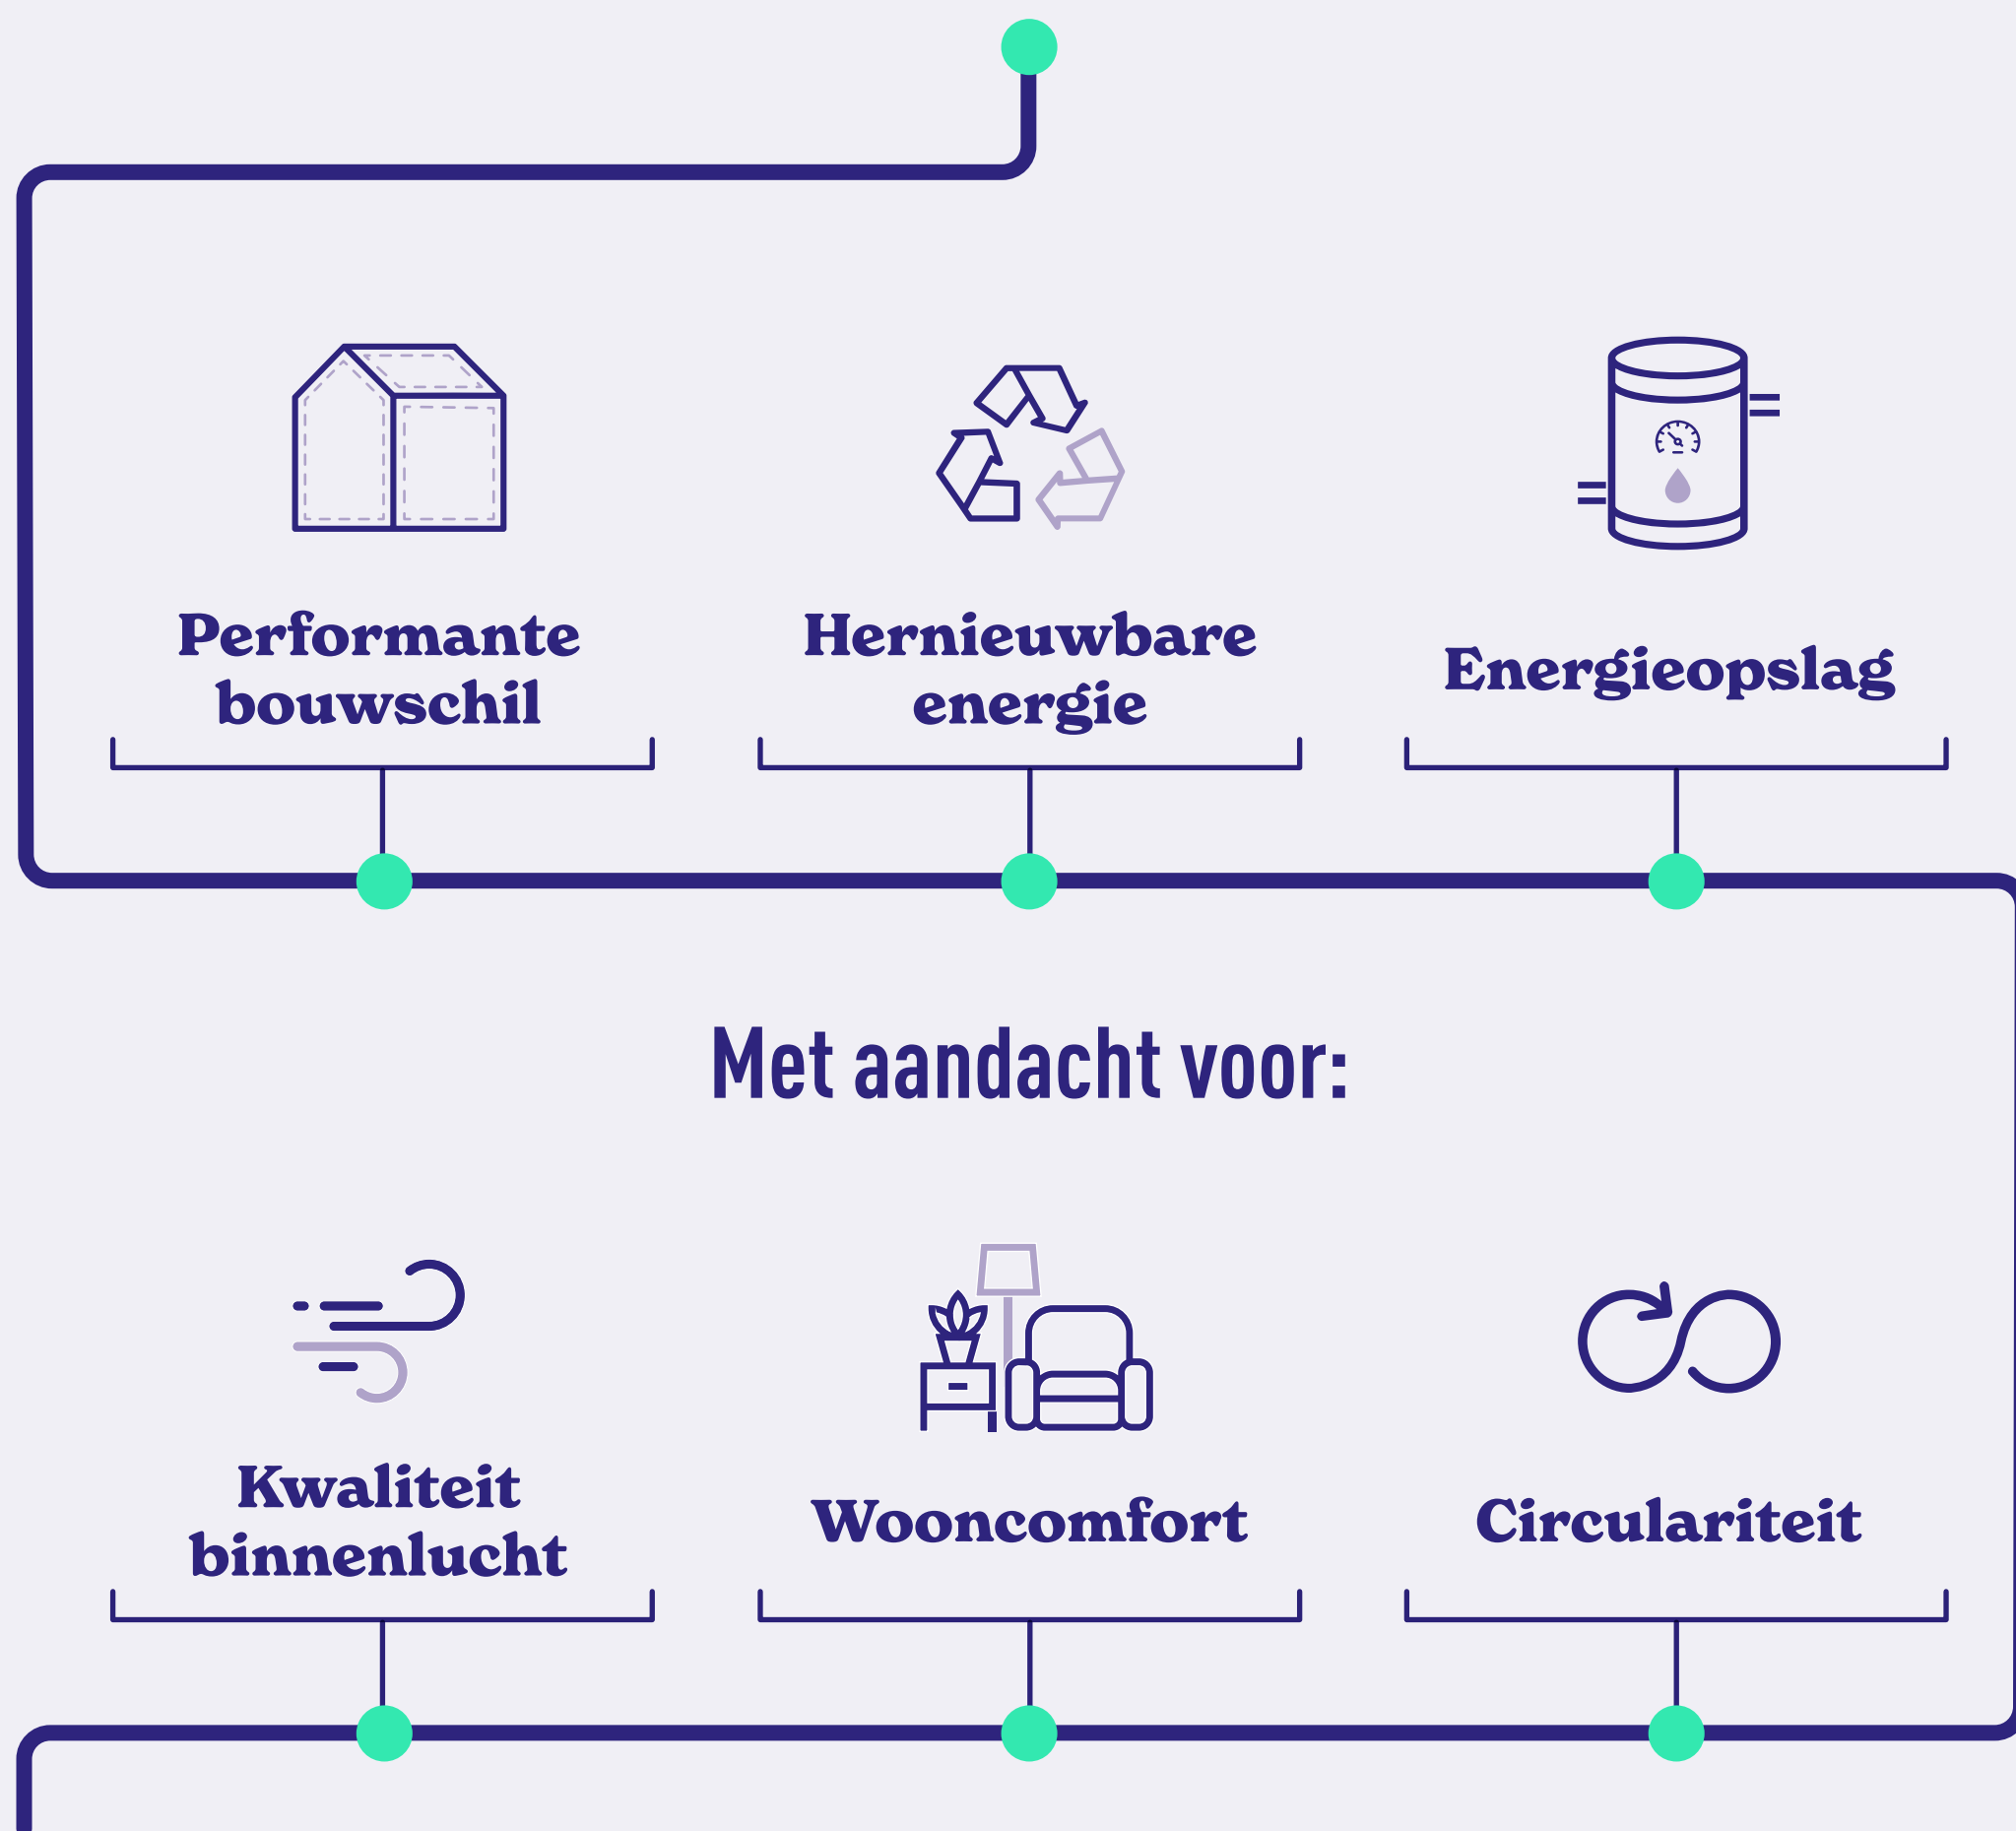 Performante
bouwschil
Hernieuwbare
energie
Energieopslag
Met aandacht voor:
Kwaliteit
binnenlucht
Wooncomfort
Circulariteit